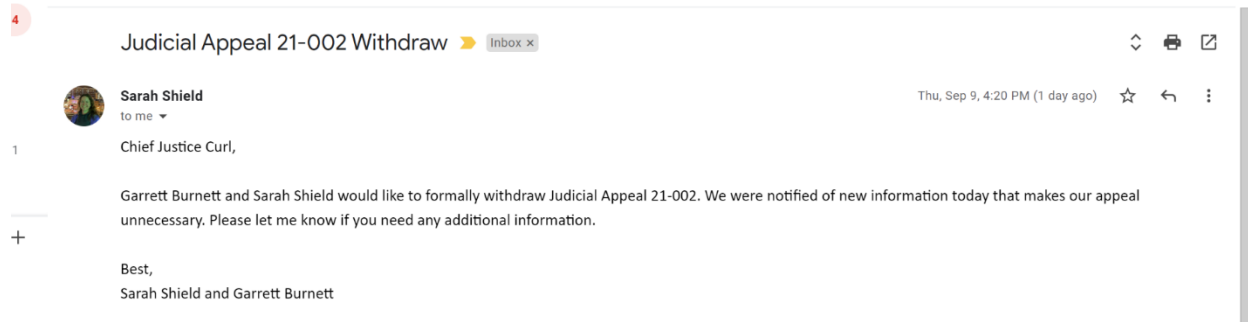 4
Judicial Appeal 21-002 Withdraw Inbox ×
Sarah Shield Thu, Sep 9, 4:20 PM (1 day ago)
to me
1
Chief Justice Curl,
Garrett Burnett and Sarah Shield would like to formally withdraw Judicial Appeal 21-002. We were notified of new information today that makes our appeal
unnecessary. Please let me know if you need any additional information.
Best,
Sarah Shield and Garrett Burnett